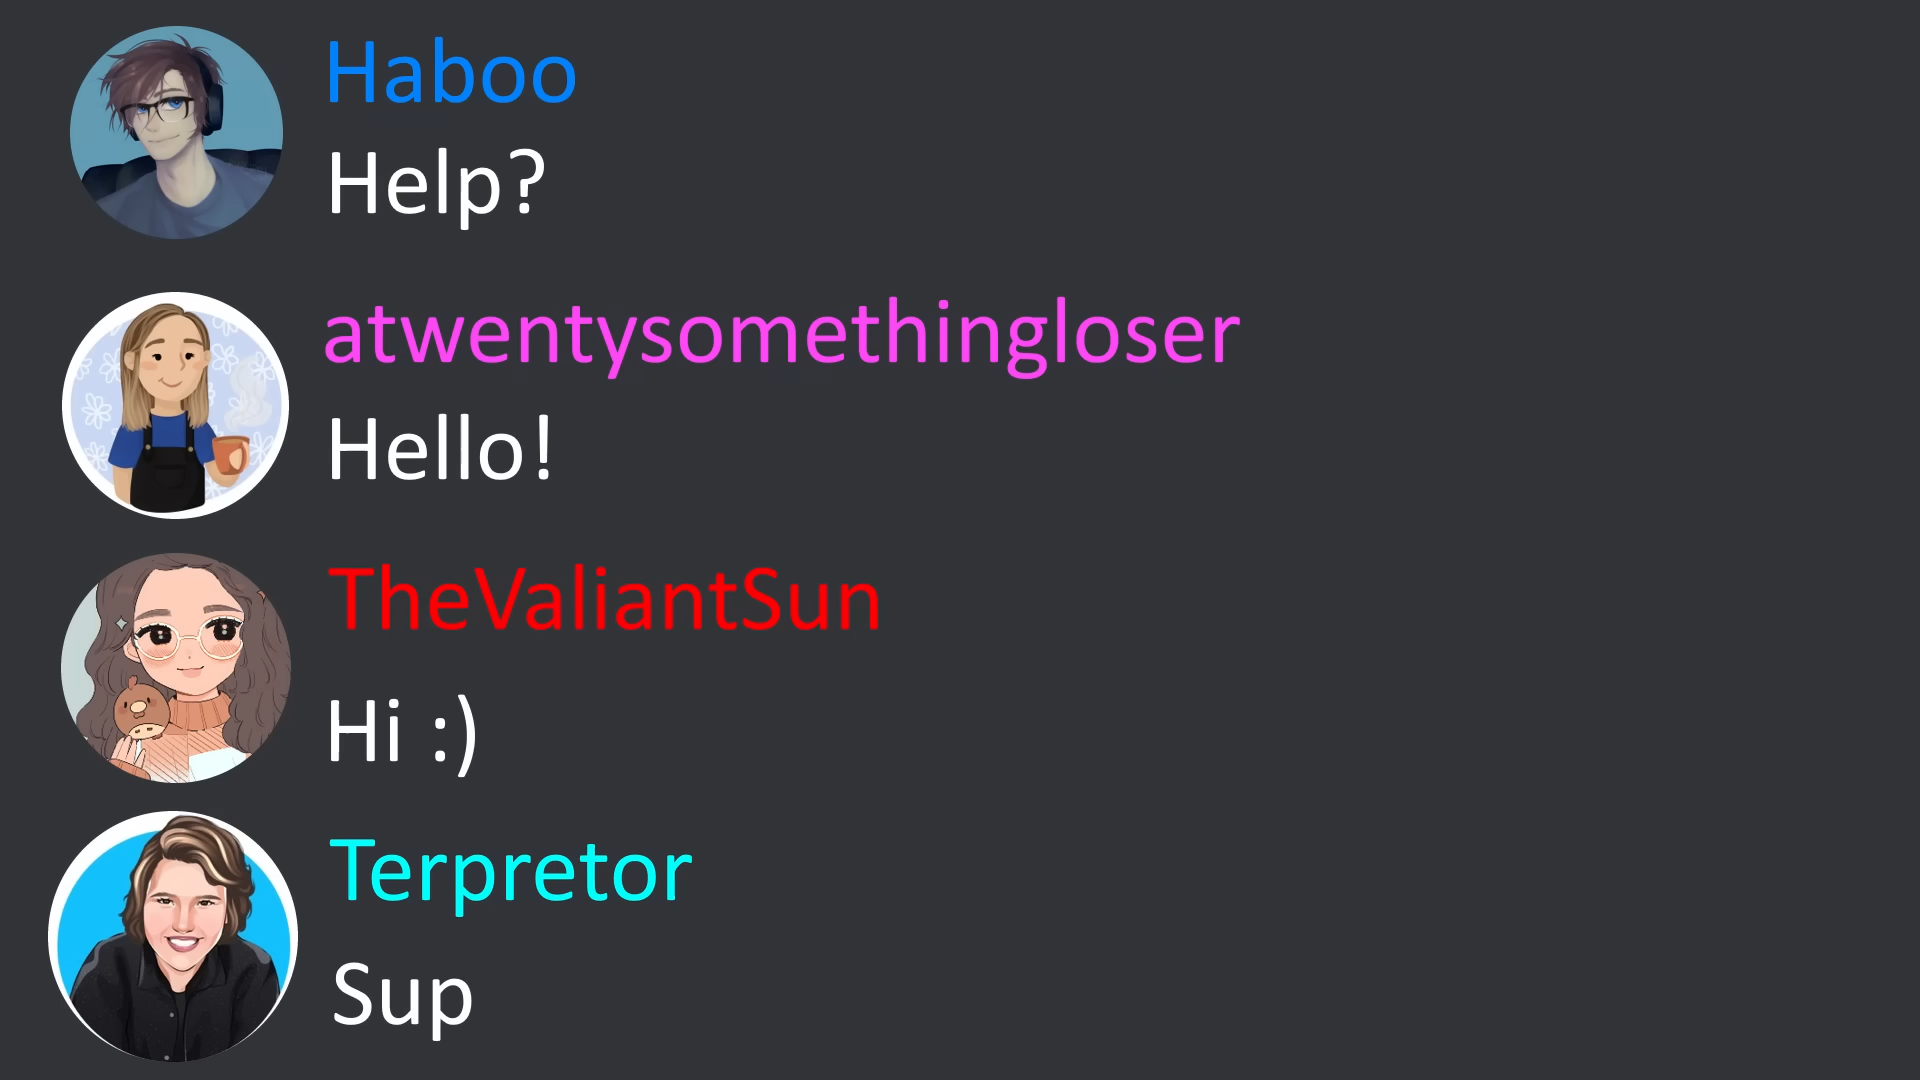 Haboo
Help?
atwentysomethingloser
Hello!
TheValiantSun
Hi :)
Terpretor
Sup